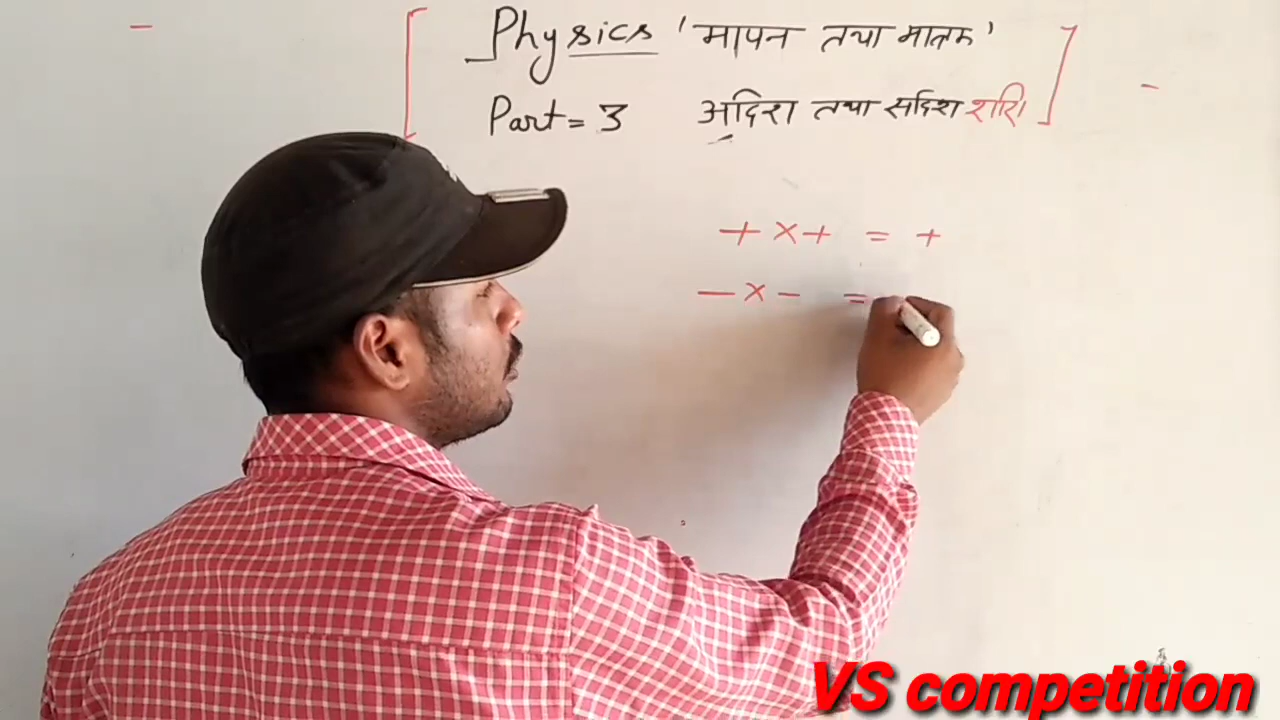 Physics 'मापन तथा मात्रक'
Part = 3 अदिश तथा सदिश राशि
+ × + = +
- × - =
VS competition